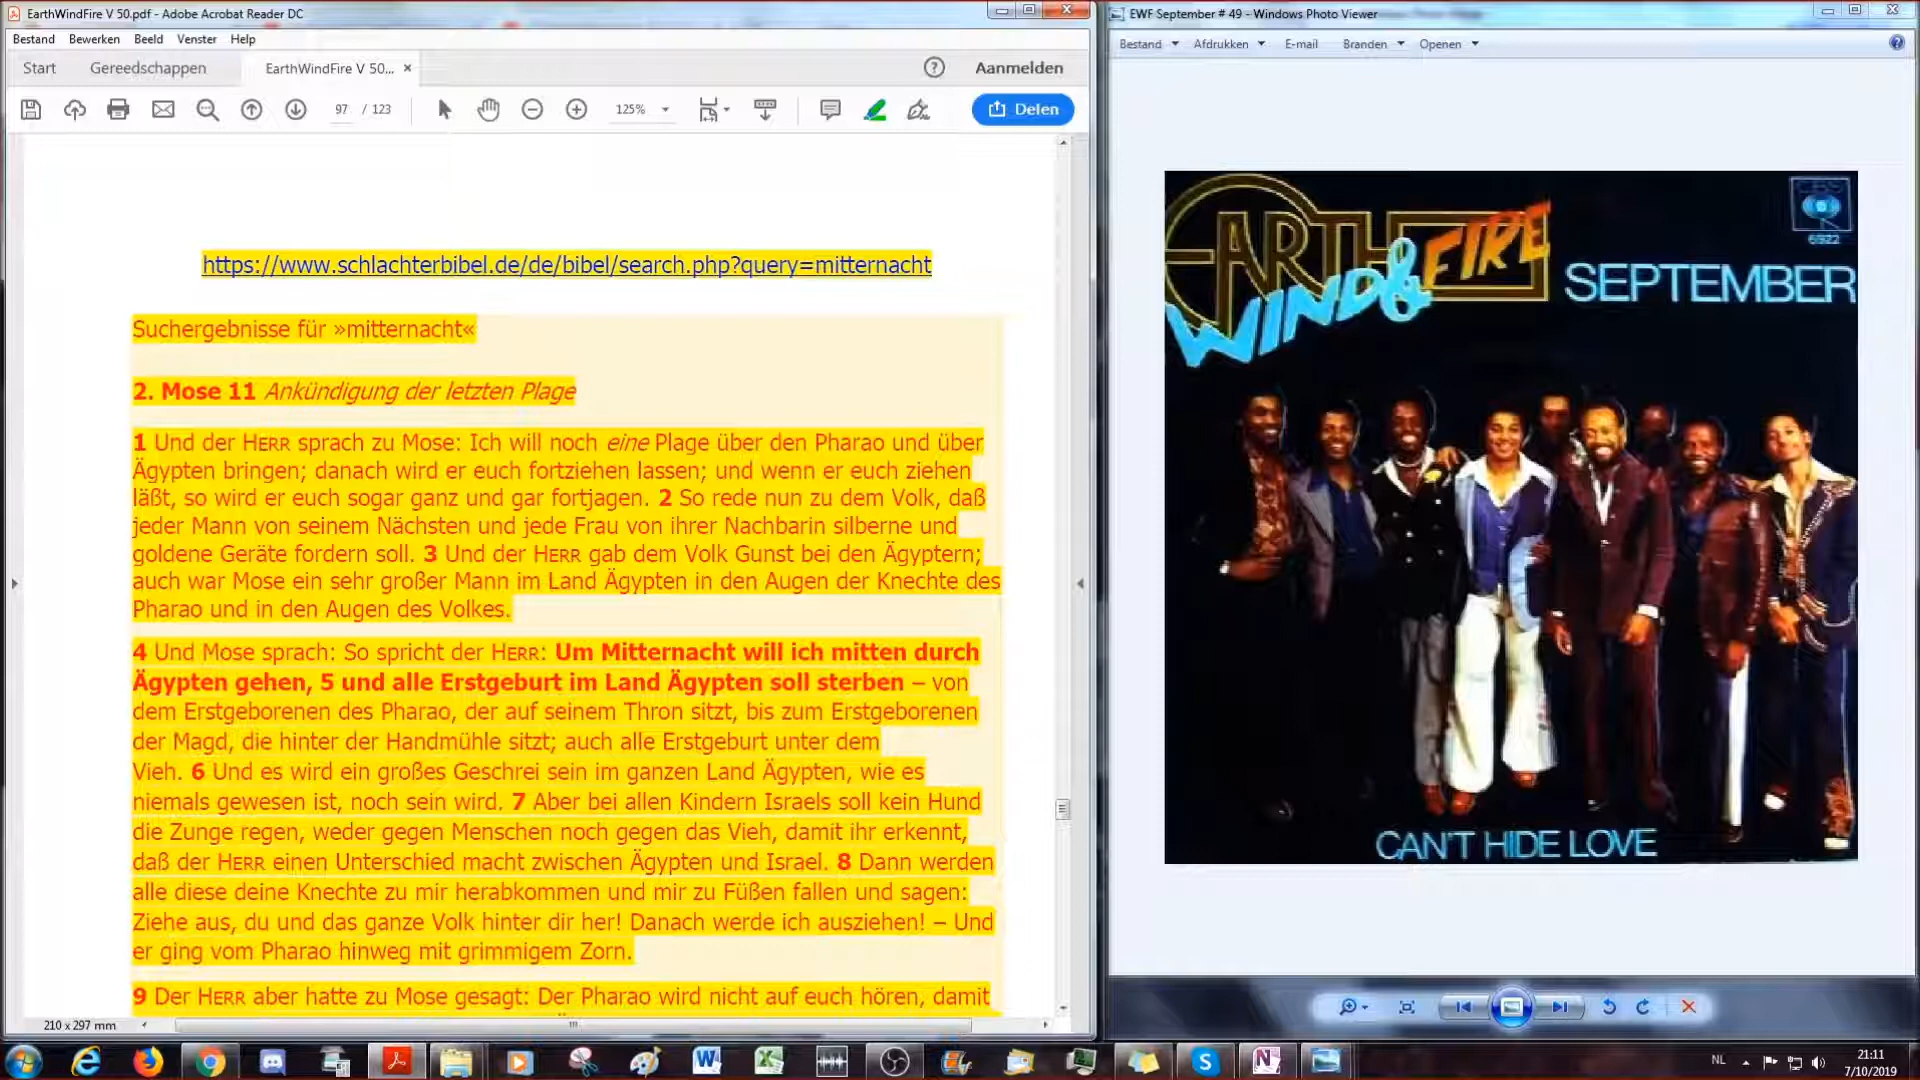 EarthWindFire V 50.pdf - Adobe Acrobat Reader DC
Bestand Bewerken Beeld Venster Help
Start Gereedschappen EarthWindFire V 50... × Aanmelden
97 / 123 125% Delen
https://www.schlachterbibel.de/de/bibel/search.php?query=mitternacht
Suchergebnisse für »mitternacht«
2. Mose 11 Ankündigung der letzten Plage
1 Und der HERR sprach zu Mose: Ich will noch eine Plage über den Pharao und über
Ägypten bringen; danach wird er euch fortziehen lassen; und wenn er euch ziehen
läßt, so wird er euch sogar ganz und gar fortjagen. 2 So rede nun zu dem Volk, daß
jeder Mann von seinem Nächsten und jede Frau von ihrer Nachbarin silberne und
goldene Geräte fordern soll. 3 Und der HERR gab dem Volk Gunst bei den Ägyptern;
auch war Mose ein sehr großer Mann im Land Ägypten in den Augen der Knechte des
Pharao und in den Augen des Volkes.
4 Und Mose sprach: So spricht der HERR: Um Mitternacht will ich mitten durch
Ägypten gehen, 5 und alle Erstgeburt im Land Ägypten soll sterben – von
dem Erstgeborenen des Pharao, der auf seinem Thron sitzt, bis zum Erstgeborenen
der Magd, die hinter der Handmühle sitzt; auch alle Erstgeburt unter dem
Vieh. 6 Und es wird ein großes Geschrei sein im ganzen Land Ägypten, wie es
niemals gewesen ist, noch sein wird. 7 Aber bei allen Kindern Israels soll kein Hund
die Zunge regen, weder gegen Menschen noch gegen das Vieh, damit ihr erkennt,
daß der HERR einen Unterschied macht zwischen Ägypten und Israel. 8 Dann werden
alle diese deine Knechte zu mir herabkommen und mir zu Füßen fallen und sagen:
Ziehe aus, du und das ganze Volk hinter dir her! Danach werde ich ausziehen! – Und
er ging vom Pharao hinweg mit grimmigem Zorn.
9 Der HERR aber hatte zu Mose gesagt: Der Pharao wird nicht auf euch hören, damit
210 x 297 mm
EWF September # 49 - Windows Photo Viewer
Bestand Afdrukken E-mail Branden Openen
EARTH
WIND & FIRE
SEPTEMBER
CBS
6922
CAN'T HIDE LOVE
NL
21:11
7/10/2019